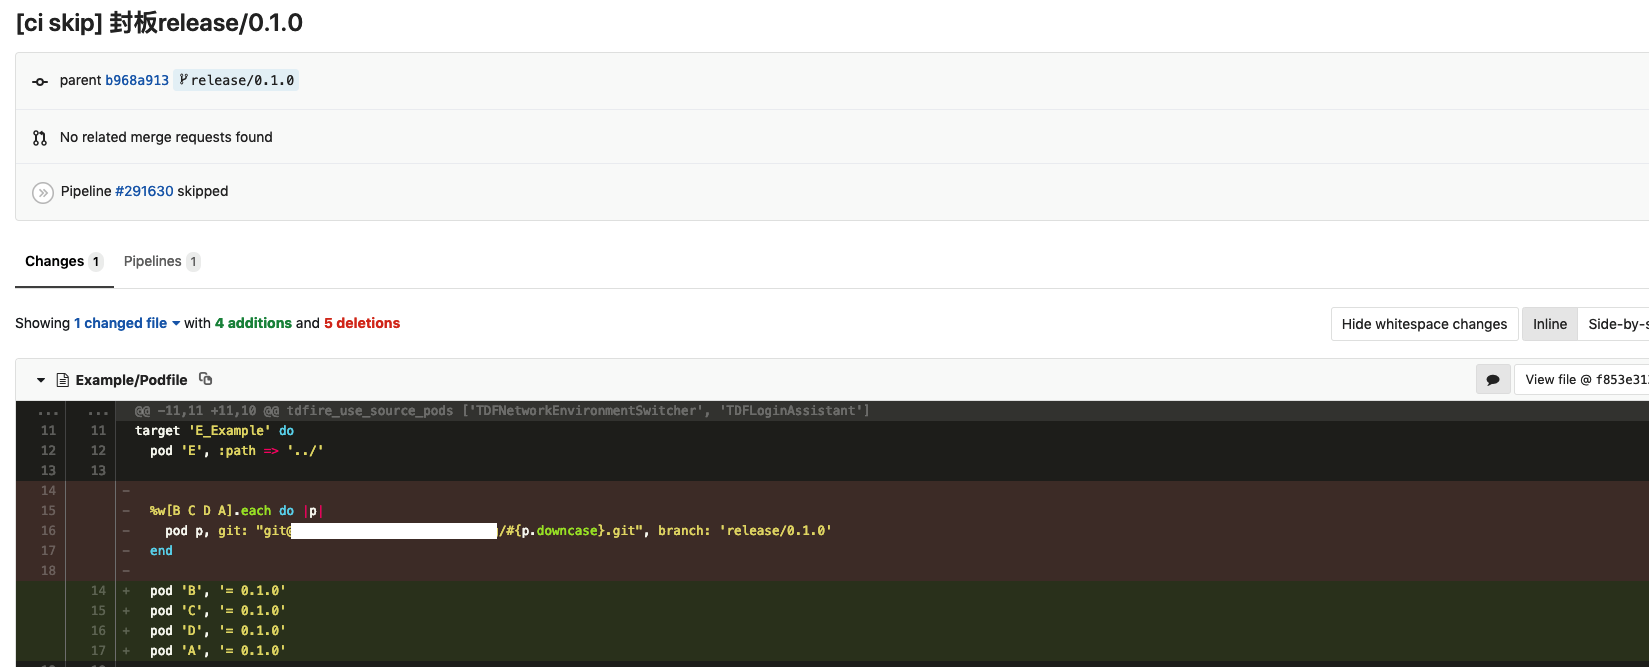 [ci skip] 封板release/0.1.0
parent b968a913 release/0.1.0
No related merge requests found
Pipeline #291630 skipped
Changes 1 Pipelines 1
Showing 1 changed file with 4 additions and 5 deletions
Hide whitespace changes Inline Side-by-s
Example/Podfile View file @ f853e31
... ... @@ -11,11 +11,10 @@ tdfire_use_source_pods ['TDFNetworkEnvironmentSwitcher', 'TDFLoginAssistant']
11 11 target 'E_Example' do
12 12 pod 'E', :path => '../'
13 13
14 -
15 - %w[B C D A].each do |p|
16 - pod p, git: "git@ /#{p.downcase}.git", branch: 'release/0.1.0'
17 - end
18 -
14 + pod 'B', '= 0.1.0'
15 + pod 'C', '= 0.1.0'
16 + pod 'D', '= 0.1.0'
17 + pod 'A', '= 0.1.0'